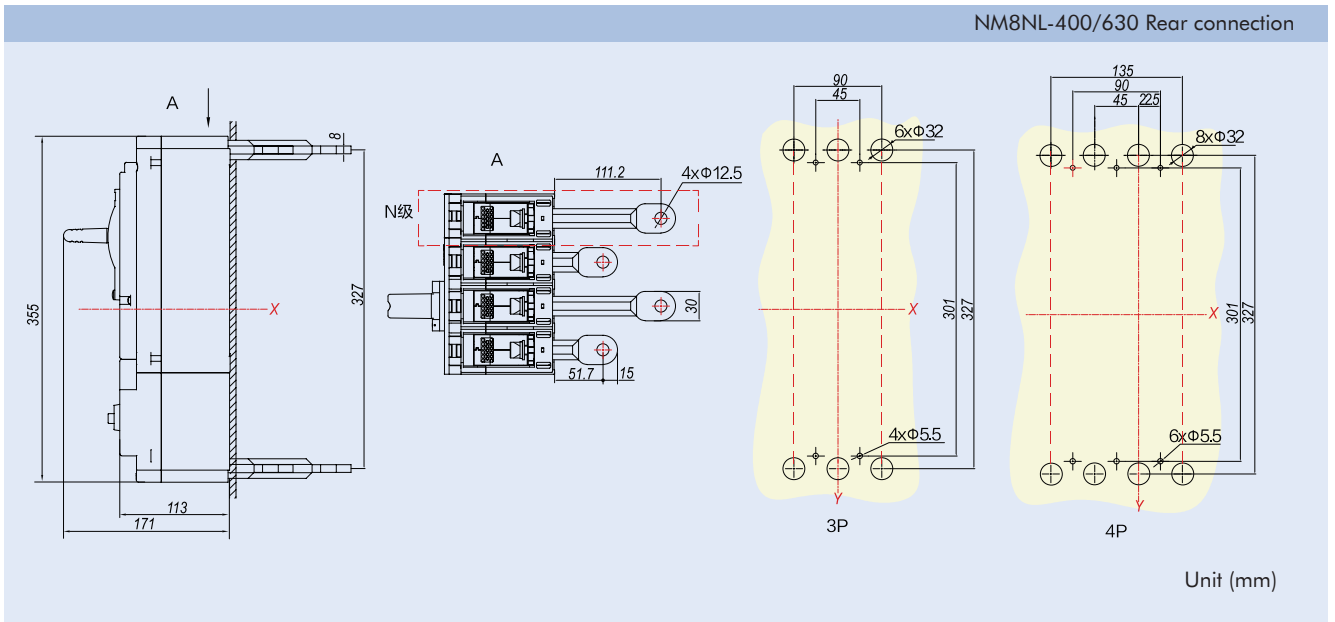 NM8NL-400/630 Rear connection
A
8
355
327
X
113
171
A
N级
111.2
4xΦ12.5
30
51.7
15
90
45
6xΦ32
X
301
327
4xΦ5.5
Y
3P
135
90
45
225
8xΦ32
X
301
327
6xΦ5.5
Y
4P
Unit (mm)